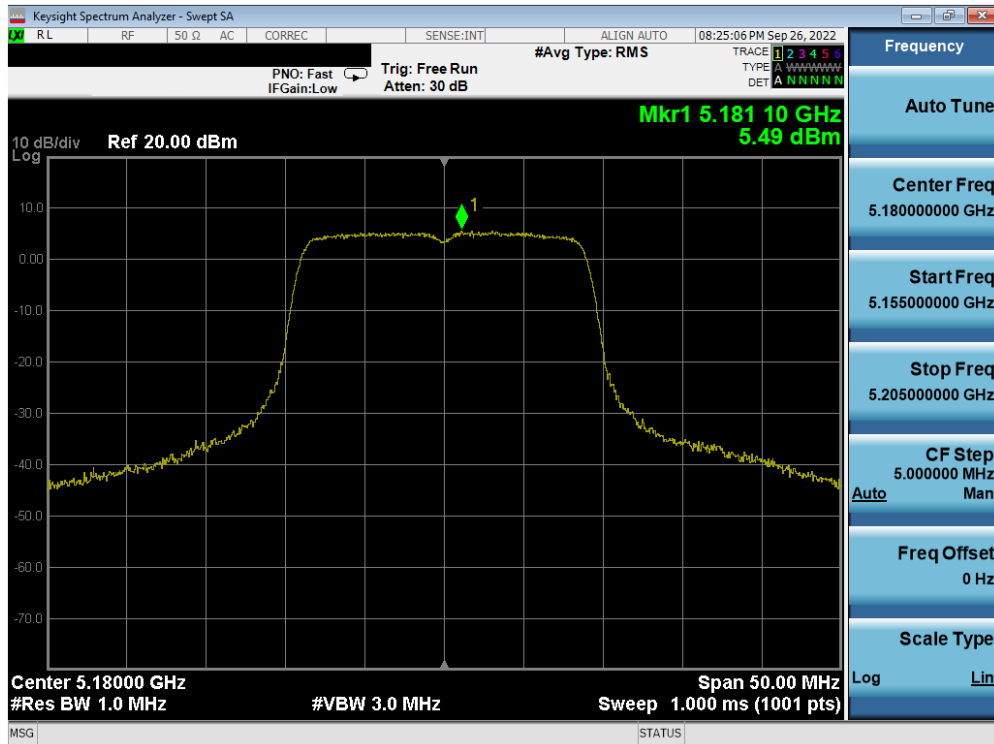 Keysight Spectrum Analyzer - Swept SA
LXI RL RF 50 Ω AC CORREC SENSE:INT ALIGN AUTO 08:25:06 PM Sep 26, 2022
#Avg Type: RMS
TRACE 1 2 3 4 5 6
TYPE A WWWWWW
DET A N N N N N
PNO: Fast
IFGain:Low
Trig: Free Run
Atten: 30 dB
Mkr1 5.181 10 GHz
5.49 dBm
10 dB/div Ref 20.00 dBm
Log
10.0
0.00
-10.0
-20.0
-30.0
-40.0
-50.0
-60.0
-70.0
1
Center 5.18000 GHz
Span 50.00 MHz
#Res BW 1.0 MHz
#VBW 3.0 MHz
Sweep 1.000 ms (1001 pts)
MSG
STATUS
Frequency
Auto Tune
Center Freq
5.180000000 GHz
Start Freq
5.155000000 GHz
Stop Freq
5.205000000 GHz
CF Step
5.000000 MHz
Auto Man
Freq Offset
0 Hz
Scale Type
Log Lin